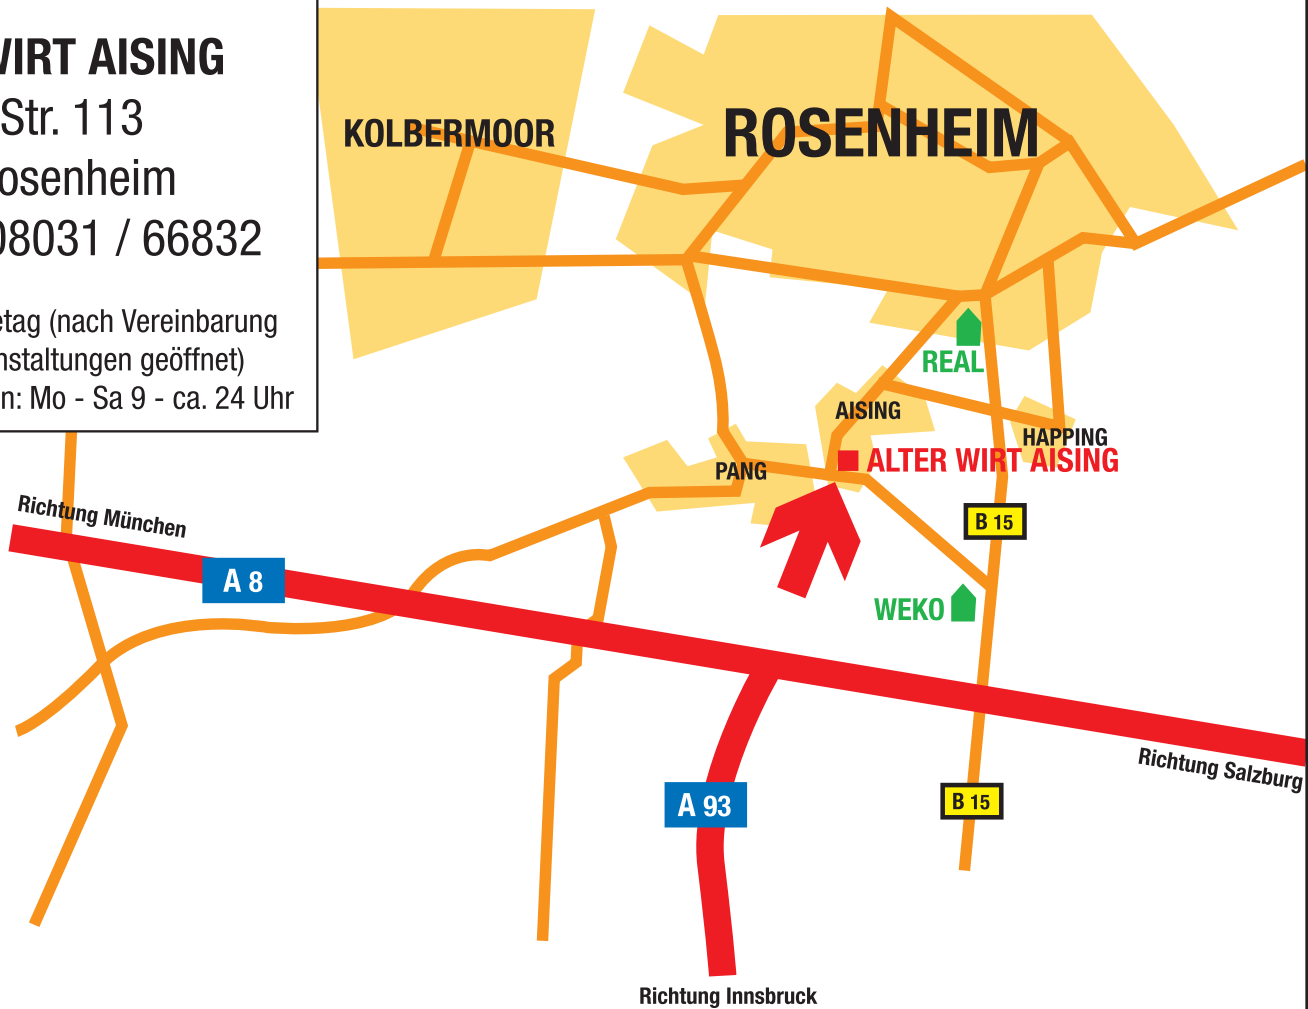 WIRT AISING
Str. 113
osenheim
08031 / 66832
etag (nach Vereinbarung
nstaltungen geöffnet)
n: Mo - Sa 9 - ca. 24 Uhr
KOLBERMOOR
ROSENHEIM
REAL
AISING
HAPPING
ALTER WIRT AISING
PANG
B 15
Richtung München
A 8
WEKO
Richtung Salzburg
A 93
B 15
Richtung Innsbruck